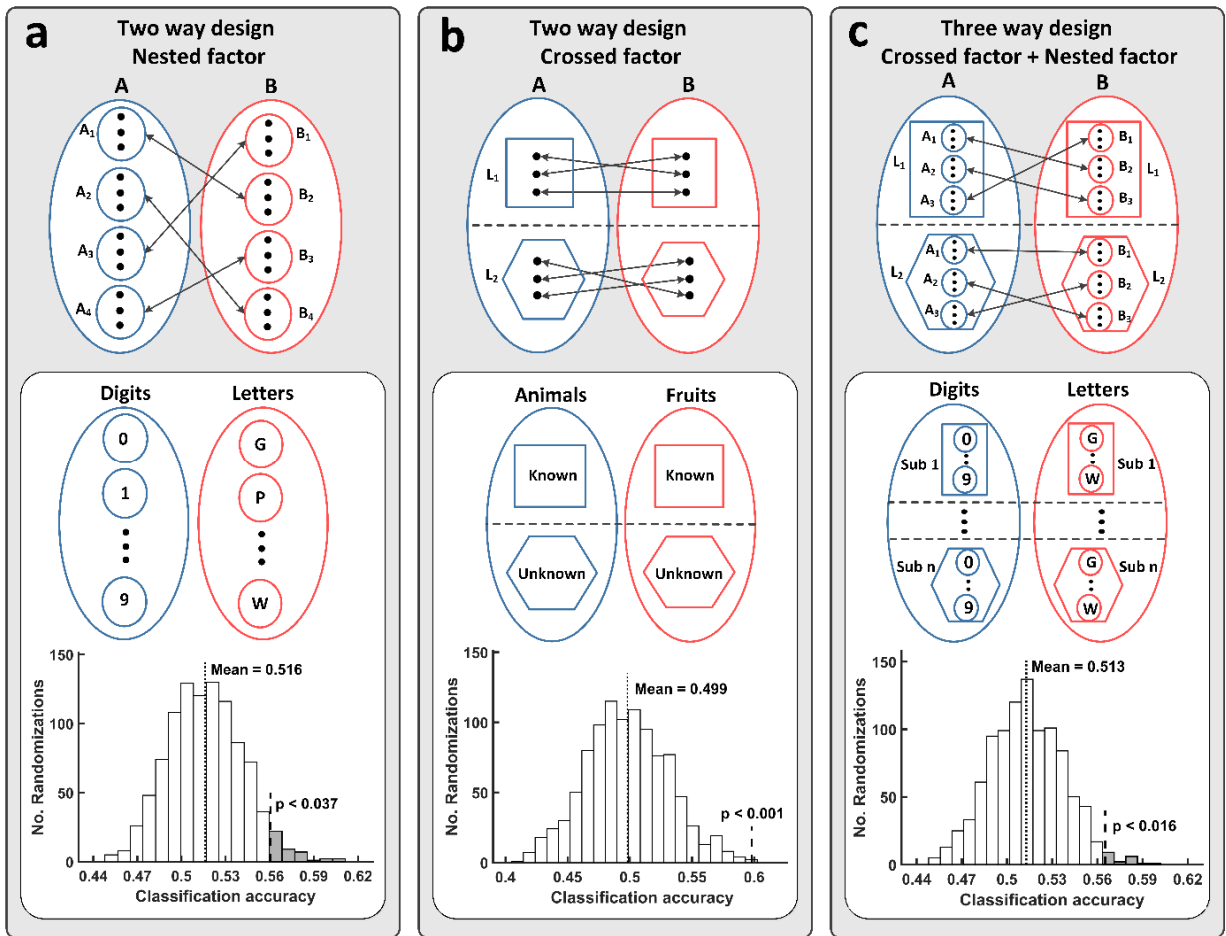 a
Two way design
Nested factor
A B
A1 B1
A2 B2
A3 B3
A4 B4
Digits Letters
0 G
1 P
9 W
150
100
50
0
No. Randomizations
Mean = 0.516
p < 0.037
0.44 0.47 0.5 0.53 0.56 0.59 0.62
Classification accuracy
b
Two way design
Crossed factor
A B
L1
L2
Animals Fruits
Known Known
Unknown Unknown
150
100
50
0
No. Randomizations
Mean = 0.499
p < 0.001
0.4 0.45 0.5 0.55 0.6
Classification accuracy
c
Three way design
Crossed factor + Nested factor
A B
L1 A1 B1 L1
A2 B2
A3 B3
A1 B1
L2 A2 B2 L2
A3 B3
Digits Letters
0 G
Sub 1 Sub 1
9 W
0 G
Sub n Sub n
9 W
150
100
50
0
No. Randomizations
Mean = 0.513
p < 0.016
0.44 0.47 0.5 0.53 0.56 0.59 0.62
Classification accuracy